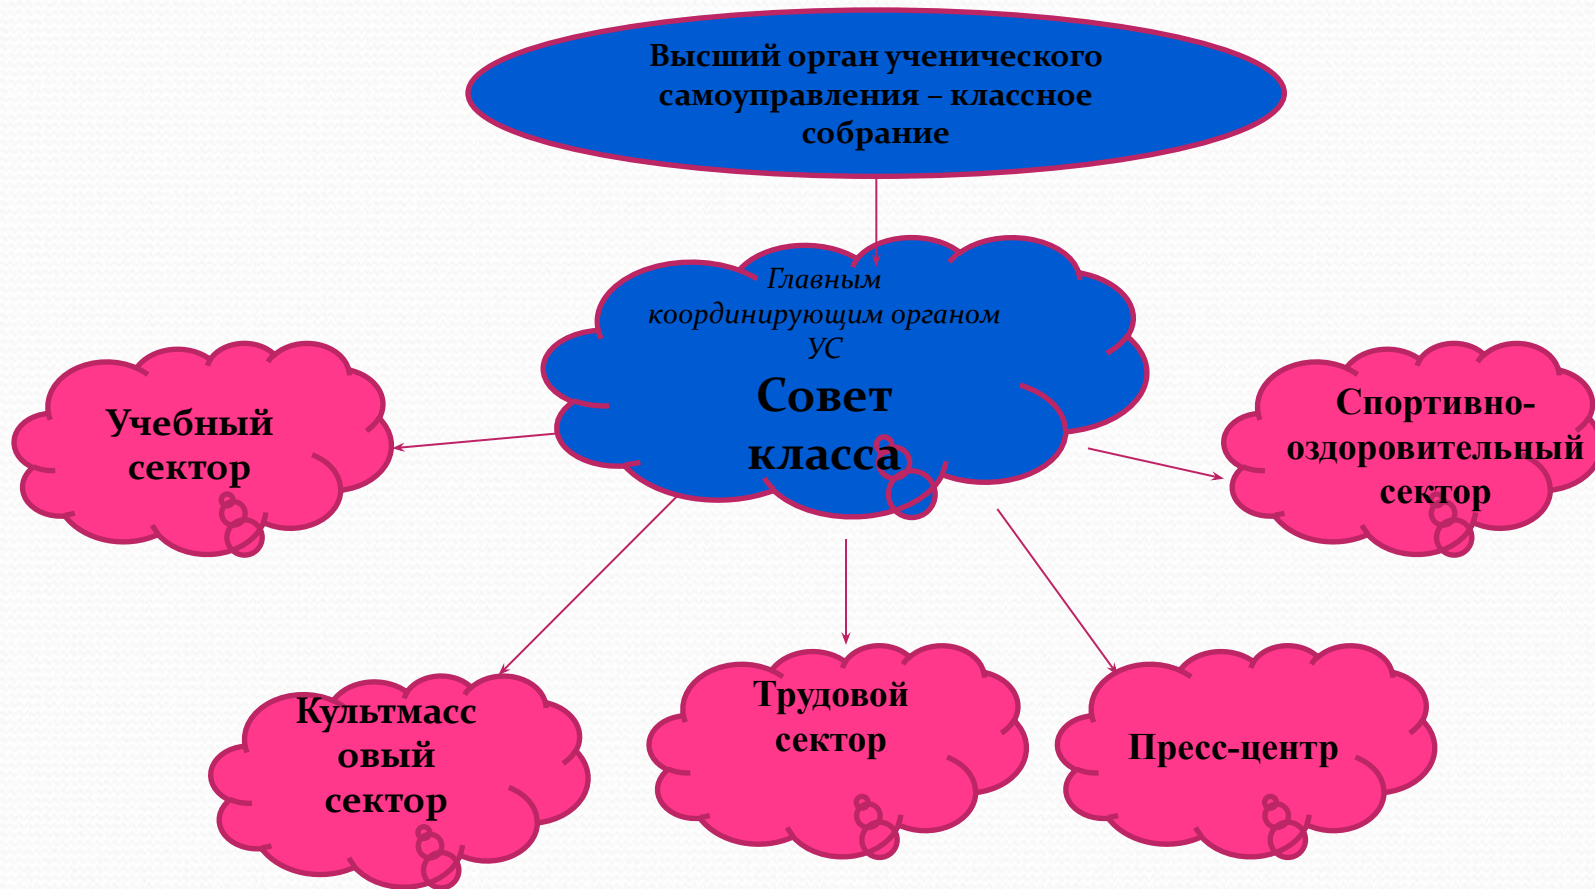 Высший орган ученического
самоуправления – классное
собрание
Главным
координирующим органом
УС
Совет
класса
Учебный
сектор
Спортивно-
оздоровительный
сектор
Культмасс
овый
сектор
Трудовой
сектор
Пресс-центр